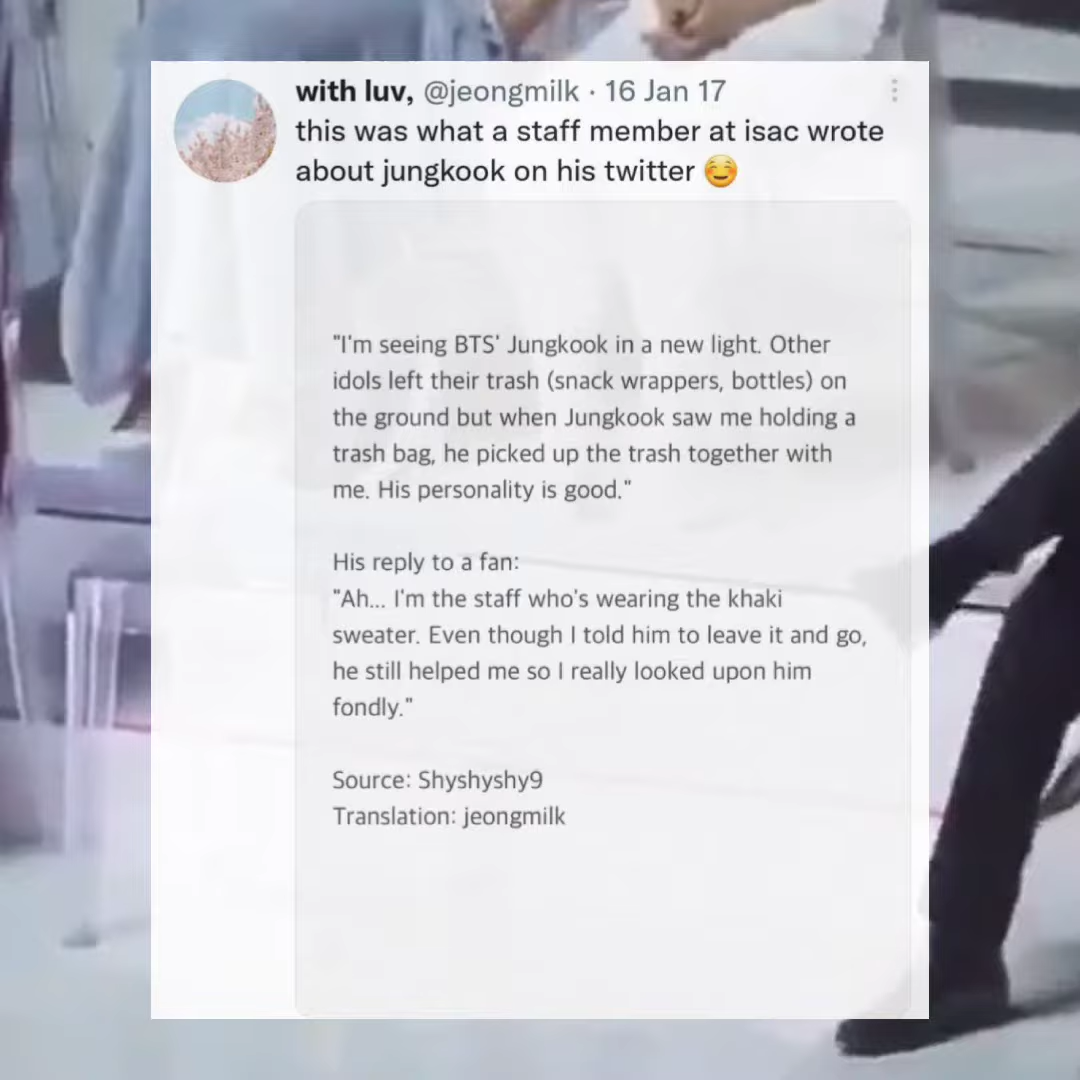 with luv, @jeongmilk · 16 Jan 17
this was what a staff member at isac wrote
about jungkook on his twitter ☺️
"I'm seeing BTS' Jungkook in a new light. Other
idols left their trash (snack wrappers, bottles) on
the ground but when Jungkook saw me holding a
trash bag, he picked up the trash together with
me. His personality is good."
His reply to a fan:
"Ah... I'm the staff who's wearing the khaki
sweater. Even though I told him to leave it and go,
he still helped me so I really looked upon him
fondly."
Source: Shyshyshy9
Translation: jeongmilk